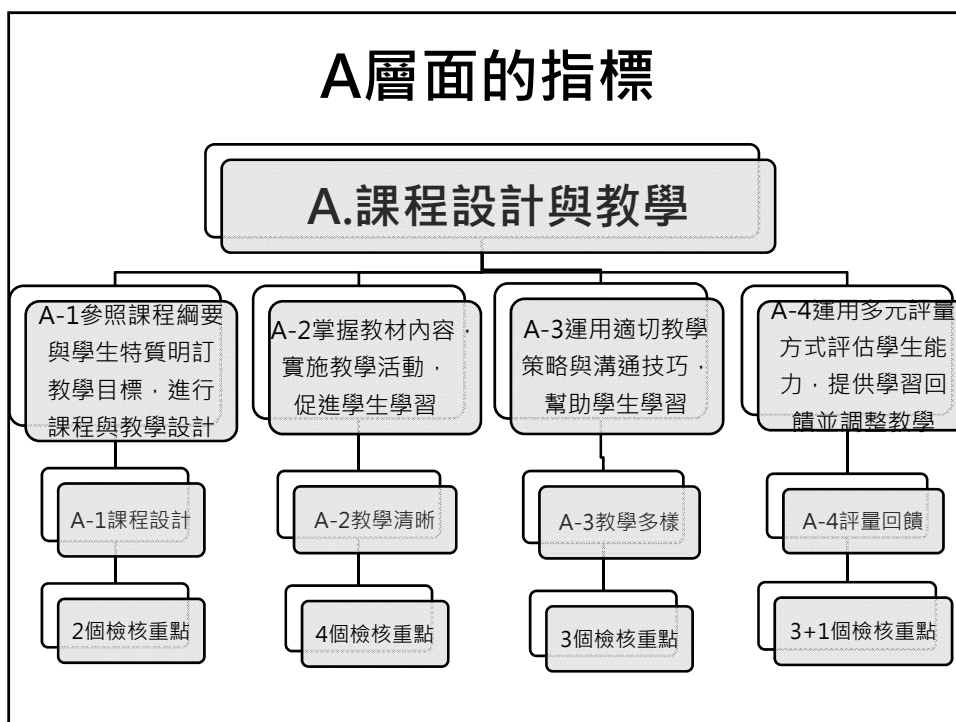 A層面的指標
A.課程設計與教學
A-1參照課程綱要
與學生特質明訂
教學目標，進行
課程與教學設計
A-2掌握教材內容，
實施教學活動，
促進學生學習
A-3運用適切教學
策略與溝通技巧，
幫助學生學習
A-4運用多元評量
方式評估學生能
力，提供學習回
饋並調整教學
A-1課程設計
A-2教學清晰
A-3教學多樣
A-4評量回饋
2個檢核重點
4個檢核重點
3個檢核重點
3+1個檢核重點